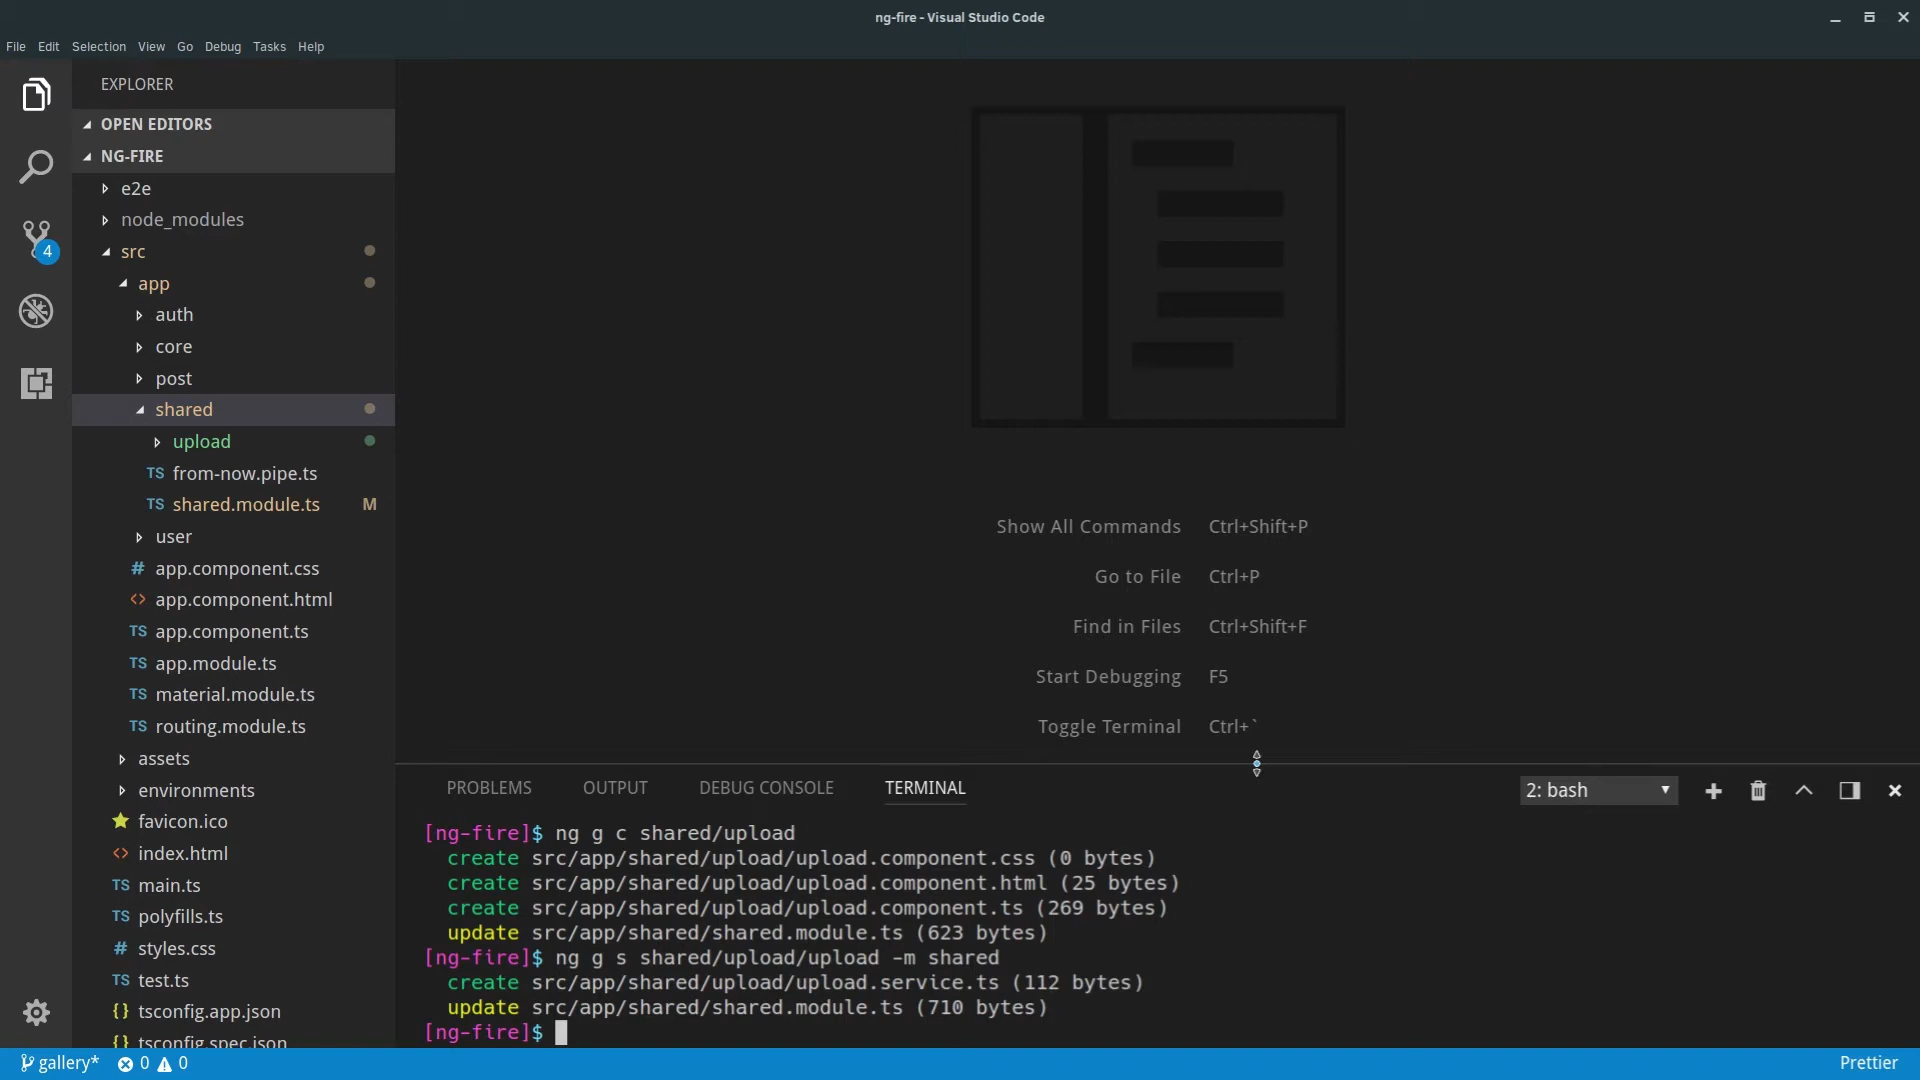 ng-fire - Visual Studio Code
File Edit Selection View Go Debug Tasks Help
EXPLORER
OPEN EDITORS
NG-FIRE
e2e
node_modules
src
app
auth
core
post
shared
upload
TS from-now.pipe.ts
TS shared.module.ts M
user
# app.component.css
<> app.component.html
TS app.component.ts
TS app.module.ts
TS material.module.ts
TS routing.module.ts
assets
environments
favicon.ico
<> index.html
TS main.ts
TS polyfills.ts
# styles.css
TS test.ts
{} tsconfig.app.json
{} tsconfig.spec.json
4
Show All Commands Ctrl+Shift+P
Go to File Ctrl+P
Find in Files Ctrl+Shift+F
Start Debugging F5
Toggle Terminal Ctrl+`
PROBLEMS OUTPUT DEBUG CONSOLE TERMINAL 2: bash
[ng-fire]$ ng g c shared/upload
create src/app/shared/upload/upload.component.css (0 bytes)
create src/app/shared/upload/upload.component.html (25 bytes)
create src/app/shared/upload/upload.component.ts (269 bytes)
update src/app/shared/shared.module.ts (623 bytes)
[ng-fire]$ ng g s shared/upload/upload -m shared
create src/app/shared/upload/upload.service.ts (112 bytes)
update src/app/shared/shared.module.ts (710 bytes)
[ng-fire]$
gallery* 0 0 Prettier